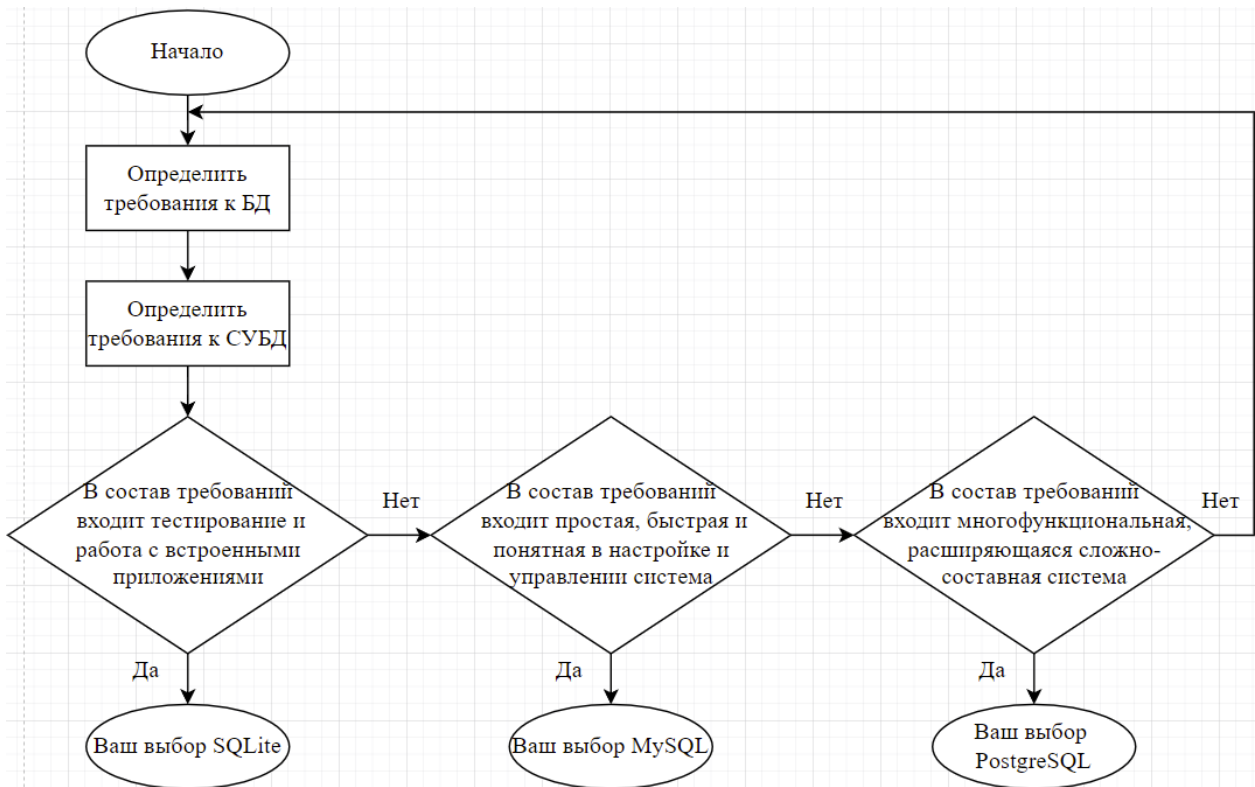 Начало
Определить
требования к БД
Определить
требования к СУБД
В состав требований
входит тестирование и
работа с встроенными
приложениями
Нет
В состав требований
входит простая, быстрая и
понятная в настройке и
управлении система
Нет
В состав требований
входит многофункциональная,
расширяющаяся сложно-
составная система
Нет
Да
Да
Да
Ваш выбор SQLite
Ваш выбор MySQL
Ваш выбор
PostgreSQL